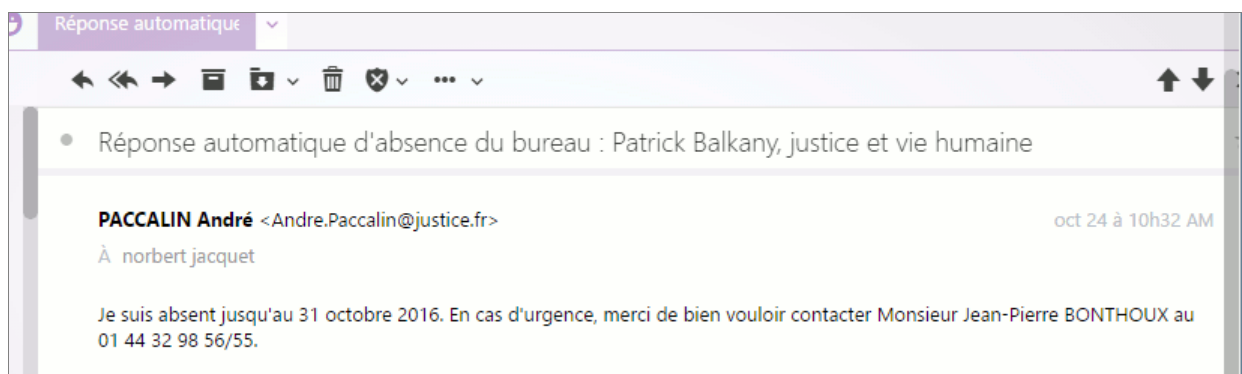 Réponse automatique
Réponse automatique d'absence du bureau : Patrick Balkany, justice et vie humaine
PACCALIN André <Andre.Paccalin@justice.fr>
oct 24 à 10h32 AM
À norbert jacquet
Je suis absent jusqu'au 31 octobre 2016. En cas d'urgence, merci de bien vouloir contacter Monsieur Jean-Pierre BONTHOUX au
01 44 32 98 56/55.